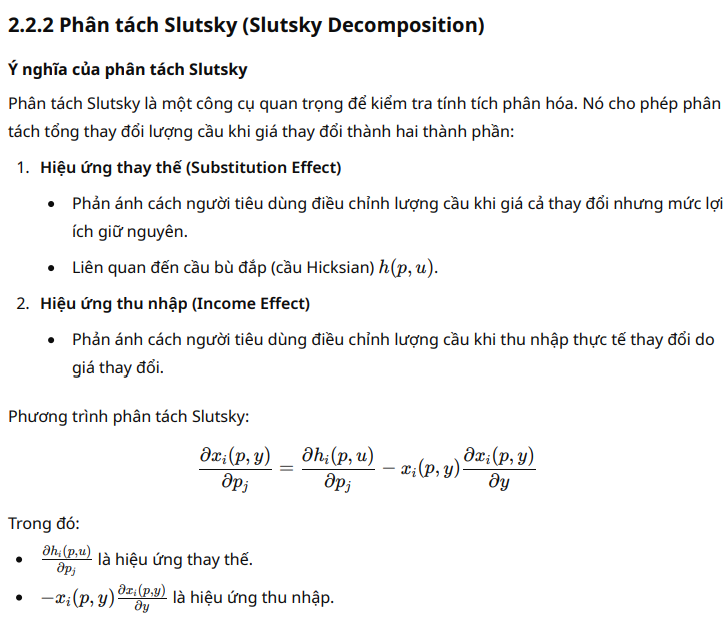 2.2.2 Phân tách Slutsky (Slutsky Decomposition)
Ý nghĩa của phân tách Slutsky
Phân tách Slutsky là một công cụ quan trọng để kiểm tra tính tích phân hóa. Nó cho phép phân
tách tổng thay đổi lượng cầu khi giá thay đổi thành hai thành phần:
1. Hiệu ứng thay thế (Substitution Effect)
• Phản ánh cách người tiêu dùng điều chỉnh lượng cầu khi giá cả thay đổi nhưng mức lợi
ích giữ nguyên.
• Liên quan đến cầu bù đắp (cầu Hicksian) $h(p, u)$.
2. Hiệu ứng thu nhập (Income Effect)
• Phản ánh cách người tiêu dùng điều chỉnh lượng cầu khi thu nhập thực tế thay đổi do
giá thay đổi.
Phương trình phân tách Slutsky:
$\frac{\partial x_i(p, y)}{\partial p_j} = \frac{\partial h_i(p, u)}{\partial p_j} - x_i(p, y) \frac{\partial x_i(p, y)}{\partial y}$
Trong đó:
• $\frac{\partial h_i(p,u)}{\partial p_j}$ là hiệu ứng thay thế.
• $-x_i(p, y) \frac{\partial x_i(p,y)}{\partial y}$ là hiệu ứng thu nhập.